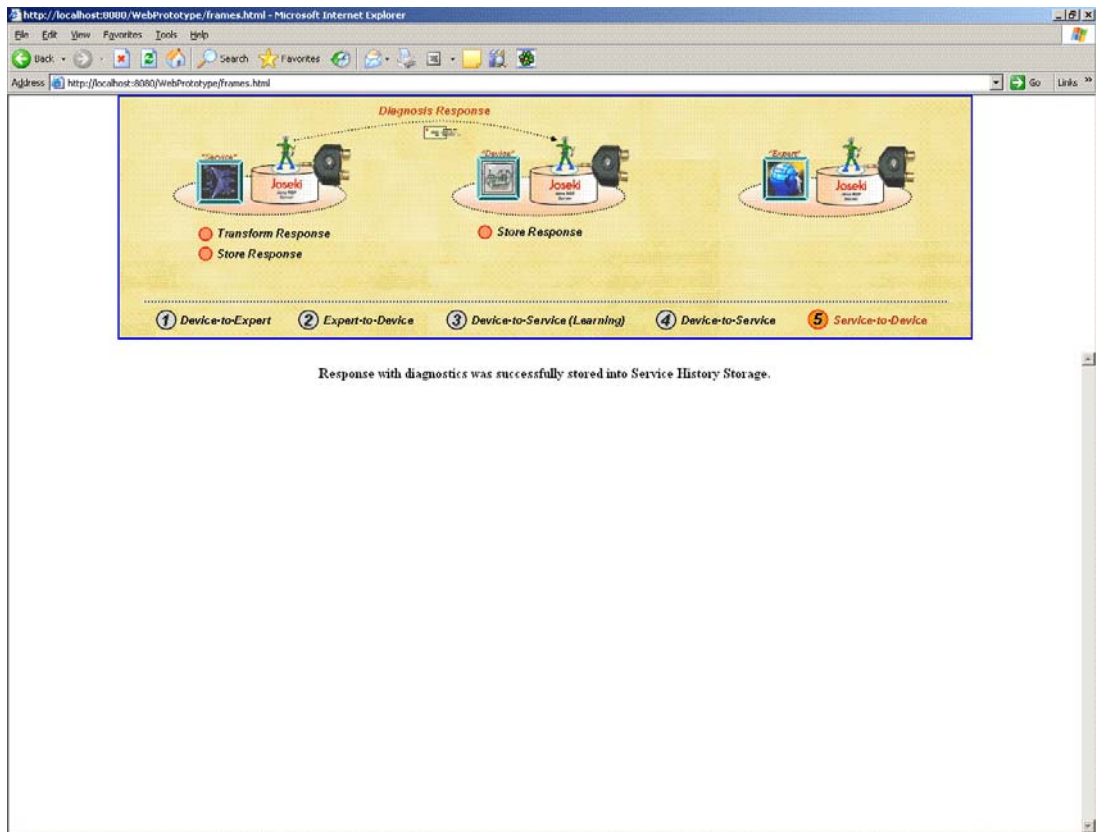 http://localhost:8080/WebPrototype/frames.html - Microsoft Internet Explorer
File Edit View Favorites Tools Help
Back Search Favorites
Address http://localhost:8080/WebPrototype/frames.html Go Links »
Diagnosis Response
"Service" "Device" "Expert"
Joseki Joseki Joseki
Transform Response Store Response
Store Response
1 Device-to-Expert 2 Expert-to-Device 3 Device-to-Service (Learning) 4 Device-to-Service 5 Service-to-Device
Response with diagnostics was successfully stored into Service History Storage.